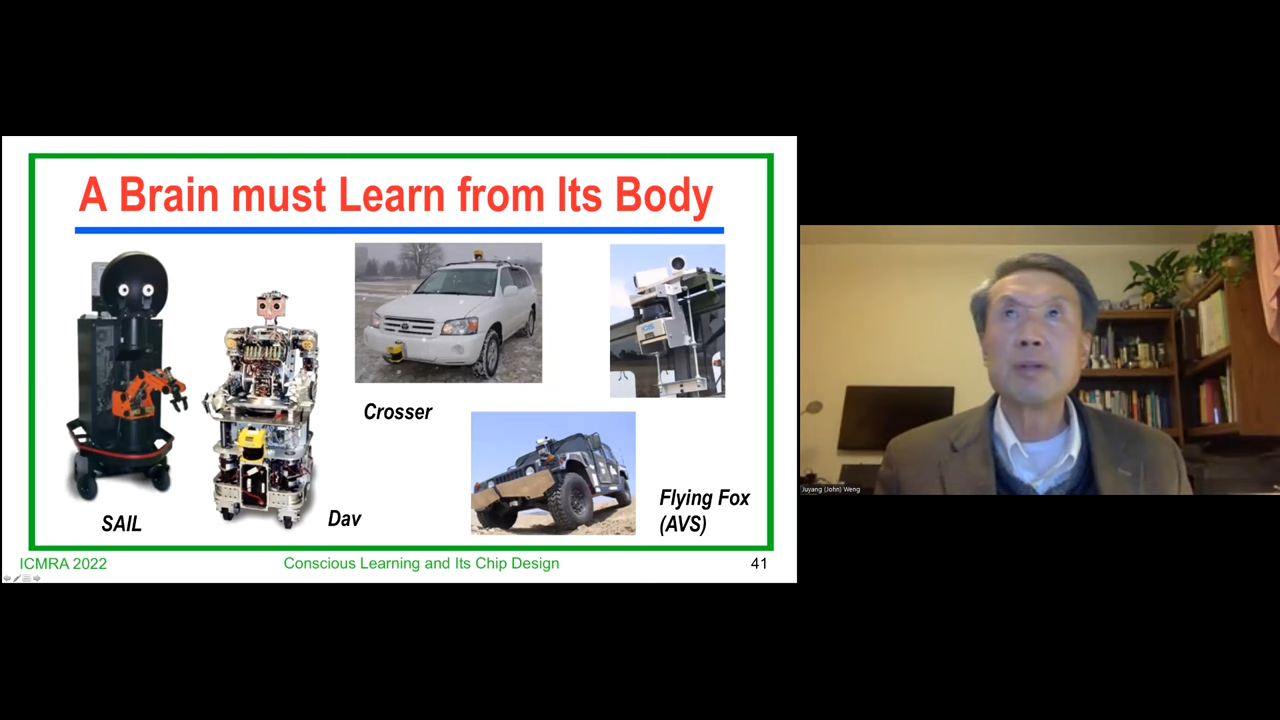 A Brain must Learn from Its Body
Crosser
SAIL
Dav
Flying Fox
(AVS)
ICMRA 2022
Conscious Learning and Its Chip Design
41
Juyang (John) Weng